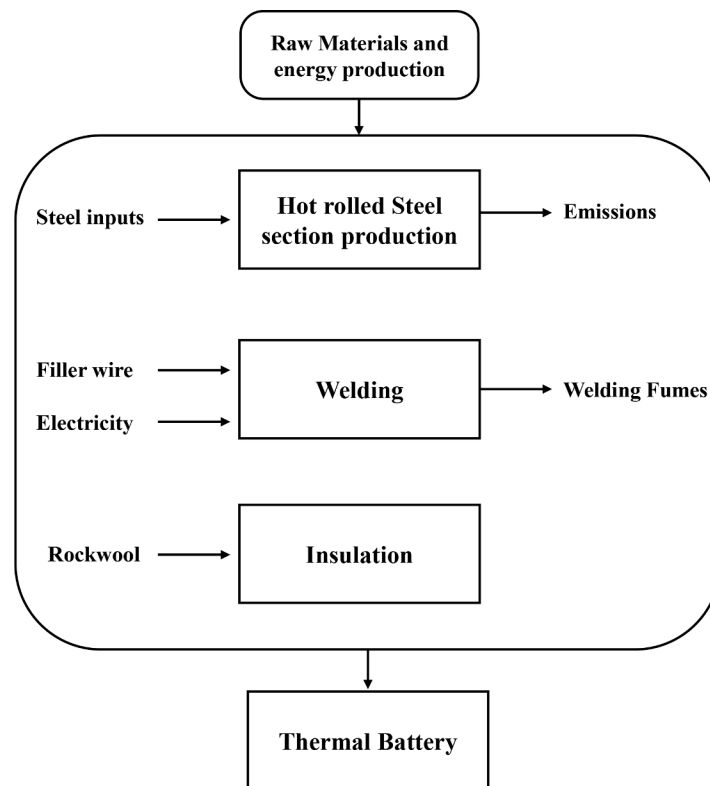 Raw Materials and
energy production
Steel inputs
Hot rolled Steel
section production
Emissions
Filler wire
Electricity
Welding
Welding Fumes
Rockwool
Insulation
Thermal Battery